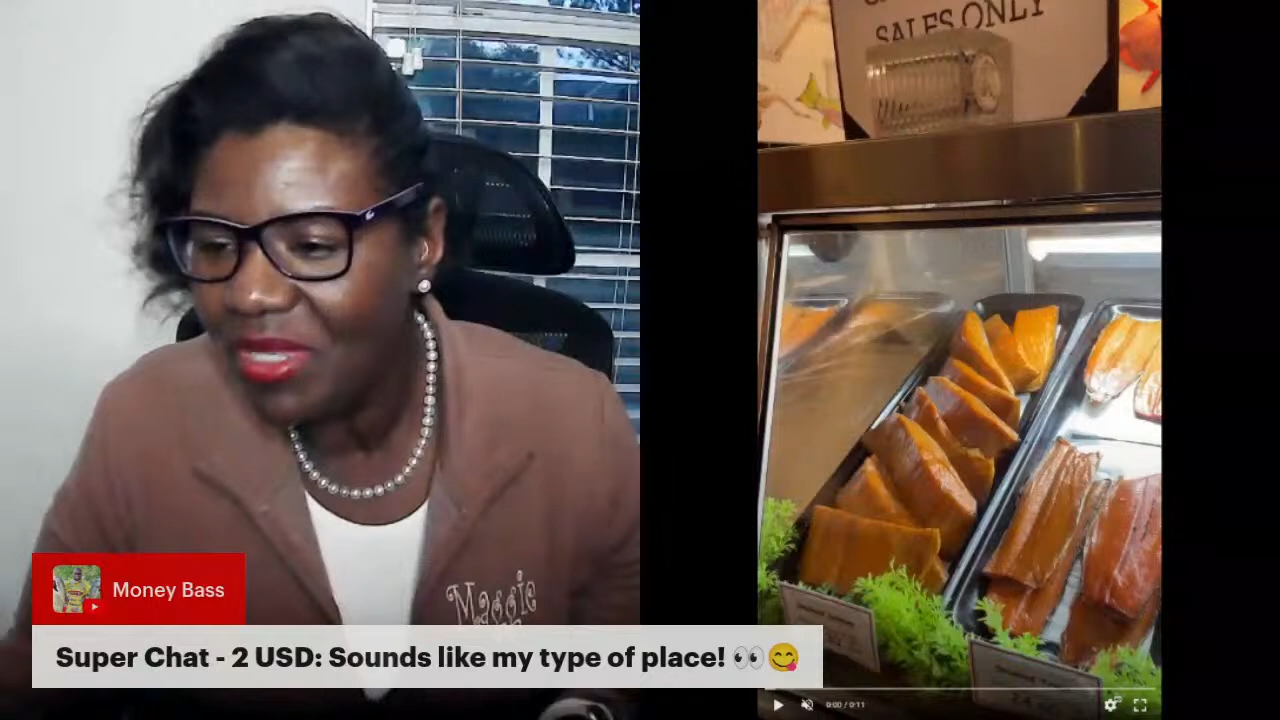 SALES ONLY
Maggie
Money Bass
Super Chat - 2 USD: Sounds like my type of place! 👀😋
0:00 / 0:11